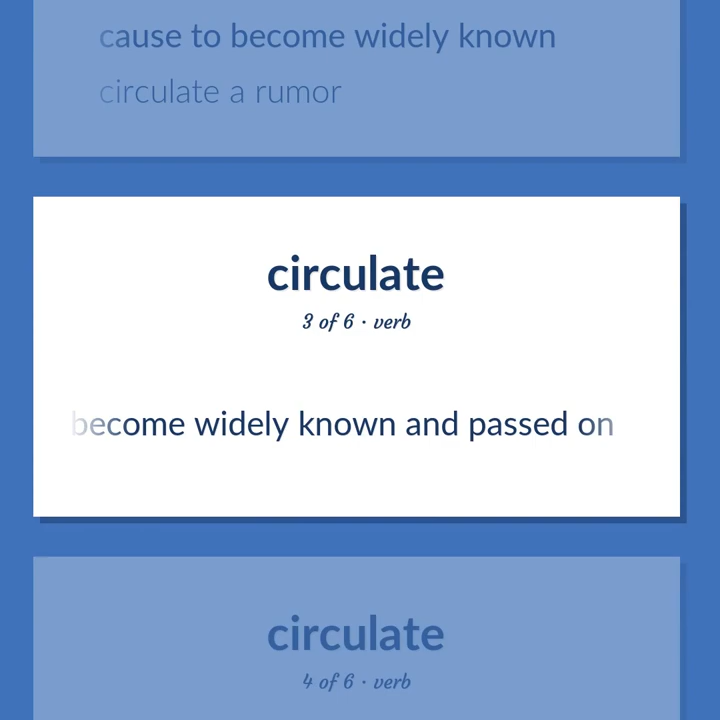 cause to become widely known
circulate a rumor
circulate
3 of 6 · verb
become widely known and passed on
circulate
4 of 6 · verb